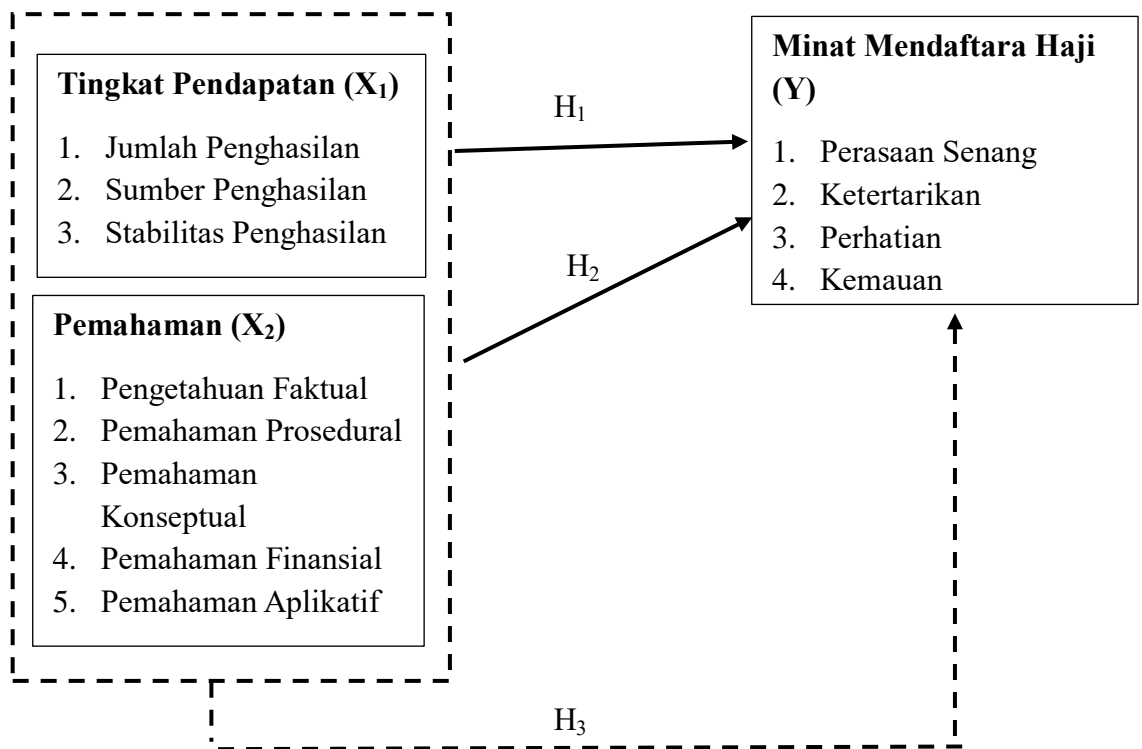 Tingkat Pendapatan (X₁)
1. Jumlah Penghasilan
2. Sumber Penghasilan
3. Stabilitas Penghasilan
Pemahaman (X₂)
1. Pengetahuan Faktual
2. Pemahaman Prosedural
3. Pemahaman
Konseptual
4. Pemahaman Finansial
5. Pemahaman Aplikatif
H₁
H₂
Minat Mendaftara Haji
(Y)
1. Perasaan Senang
2. Ketertarikan
3. Perhatian
4. Kemauan
H₃